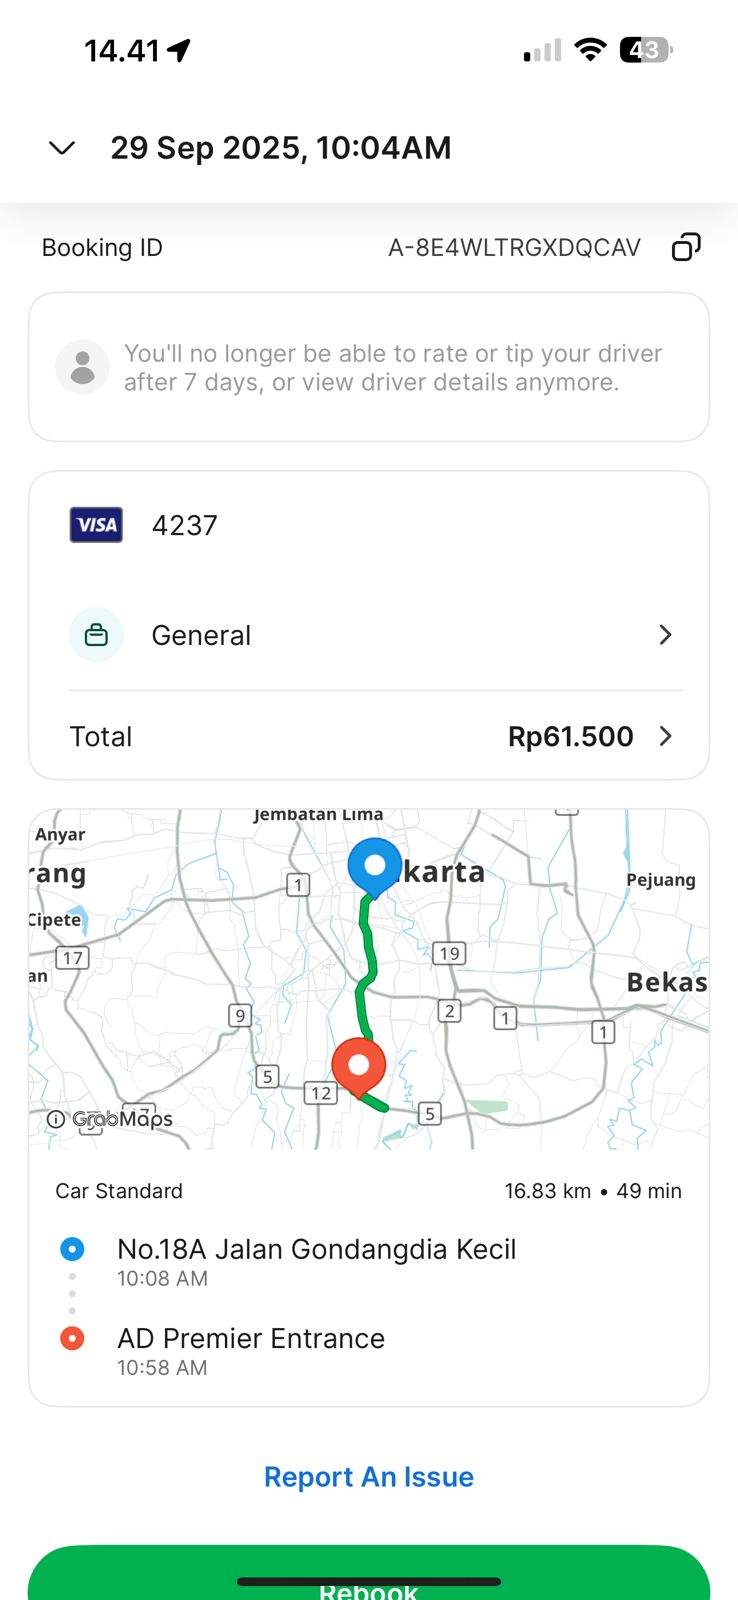 14.41
43
29 Sep 2025, 10:04AM
Booking ID A-8E4WLTRGXDQCAV
You'll no longer be able to rate or tip your driver
after 7 days, or view driver details anymore.
VISA 4237
General
Total Rp61.500
Jembatan Lima
Anyar
rang
karta
1
Pejuang
Cipete
17
19
an
Bekas
9
2
1
1
5
12
5
GrabMaps
Car Standard 16.83 km • 49 min
No.18A Jalan Gondangdia Kecil
10:08 AM
AD Premier Entrance
10:58 AM
Report An Issue
Rebook